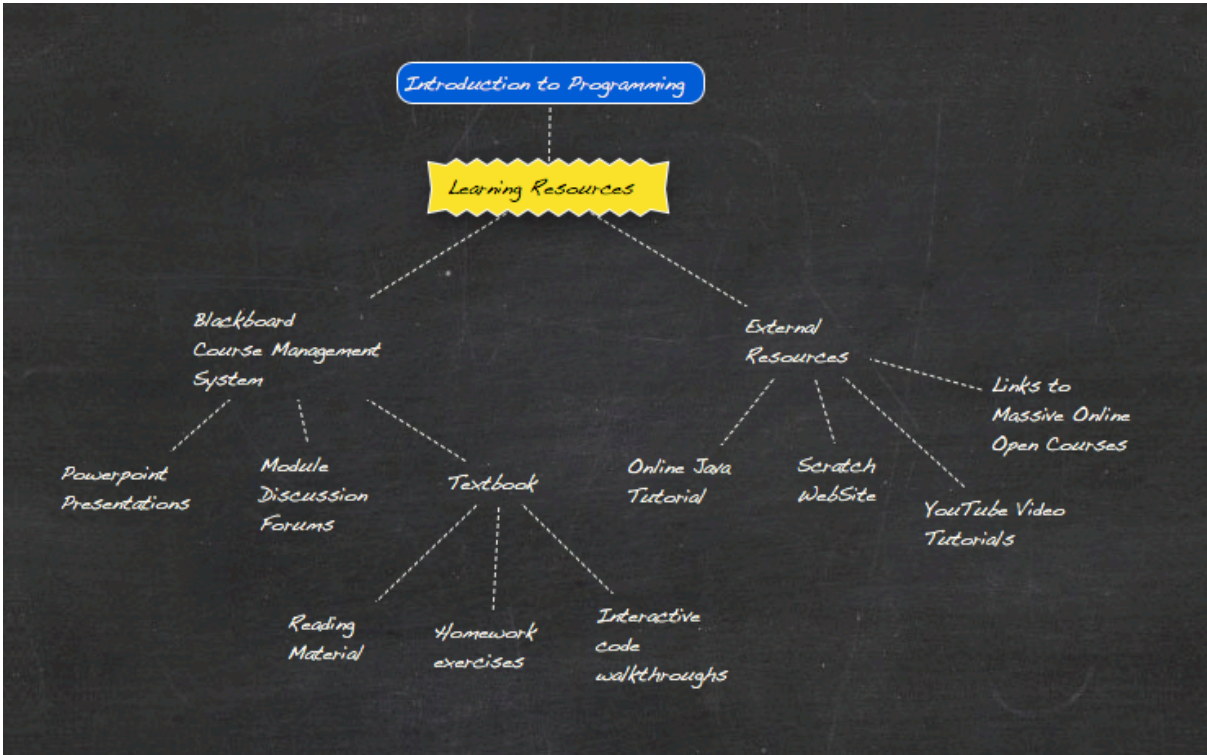 Introduction to Programming
Learning Resources
Blackboard
Course Management
System
External
Resources
Links to
Massive Online
Open Courses
Powerpoint
Presentations
Module
Discussion
Forums
Textbook
Online Java
Tutorial
Scratch
WebSite
YouTube Video
Tutorials
Reading
Material
Homework
exercises
Interactive
code
walkthroughs